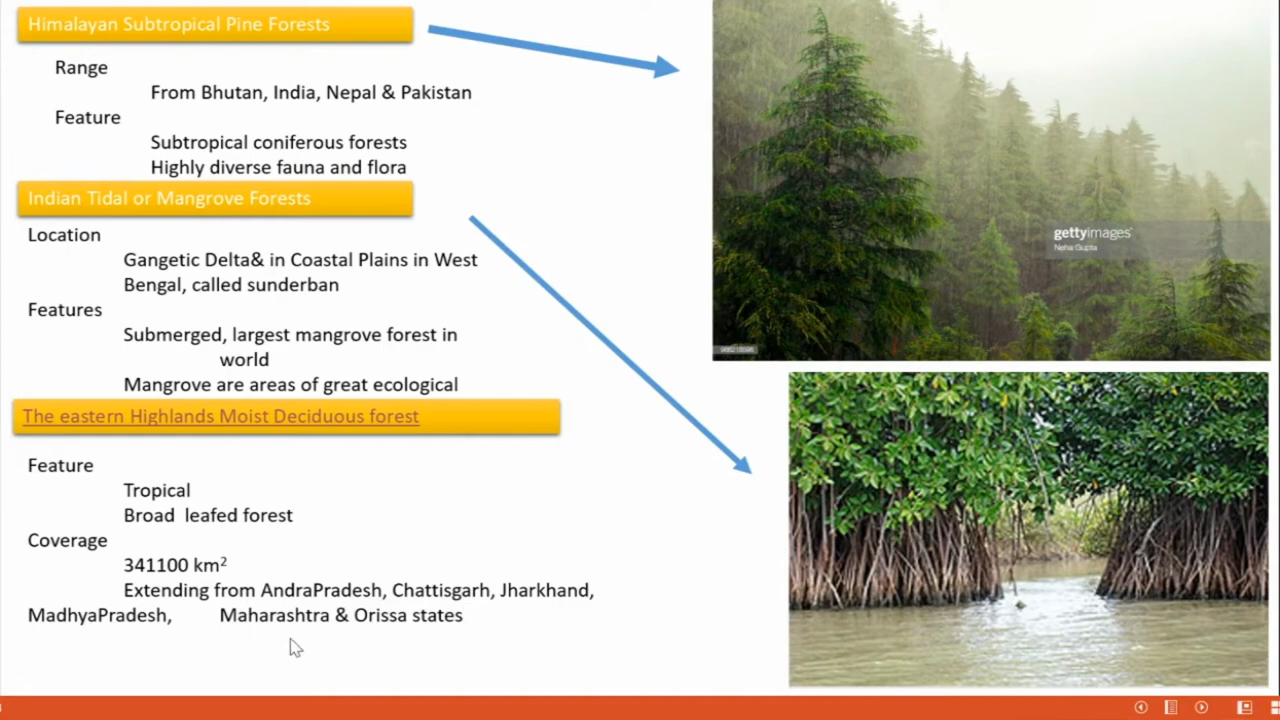 Himalayan Subtropical Pine Forests
Range
From Bhutan, India, Nepal & Pakistan
Feature
Subtropical coniferous forests
Highly diverse fauna and flora
Indian Tidal or Mangrove Forests
Location
Gangetic Delta& in Coastal Plains in West
Bengal, called sunderban
Features
Submerged, largest mangrove forest in
world
Mangrove are areas of great ecological
The eastern Highlands Moist Deciduous forest
Feature
Tropical
Broad leafed forest
Coverage
341100 km²
Extending from AndraPradesh, Chattisgarh, Jharkhand,
MadhyaPradesh, Maharashtra & Orissa states
gettyimages
Neha Gupta